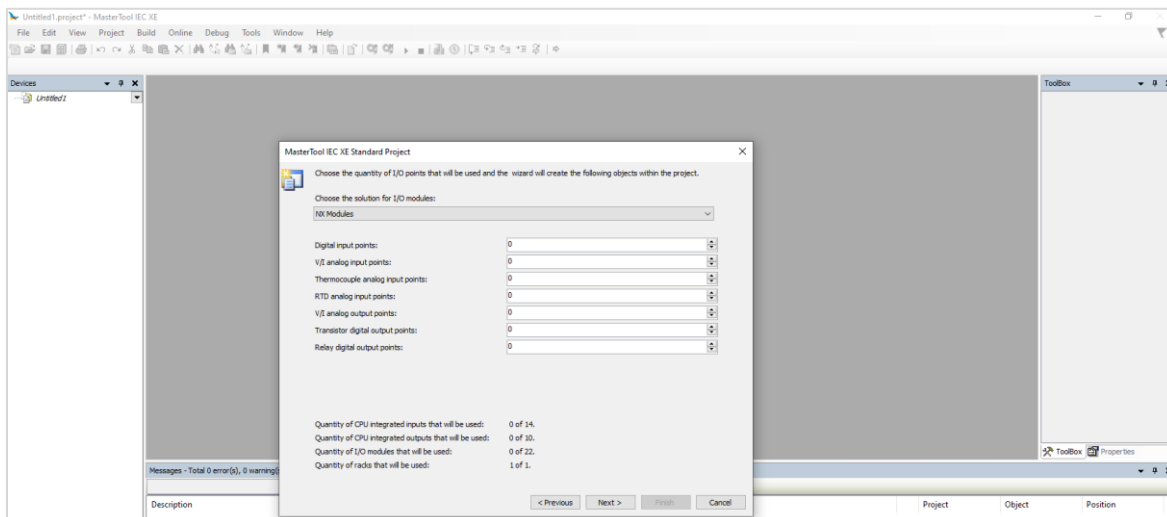 Untitled1.project* - MasterTool IEC XE
File Edit View Project Build Online Debug Tools Window Help
Devices
Untitled1
ToolBox
MasterTool IEC XE Standard Project
Choose the quantity of I/O points that will be used and the wizard will create the following objects within the project.
Choose the solution for I/O modules:
NX Modules
Digital input points: 0
V/I analog input points: 0
Thermocouple analog input points: 0
RTD analog input points: 0
V/I analog output points: 0
Transistor digital output points: 0
Relay digital output points: 0
Quantity of CPU integrated inputs that will be used: 0 of 14.
Quantity of CPU integrated outputs that will be used: 0 of 10.
Quantity of I/O modules that will be used: 0 of 22.
Quantity of racks that will be used: 1 of 1.
ToolBox Properties
Messages - Total 0 error(s), 0 warning(s
< Previous Next > Finish Cancel
Description Project Object Position